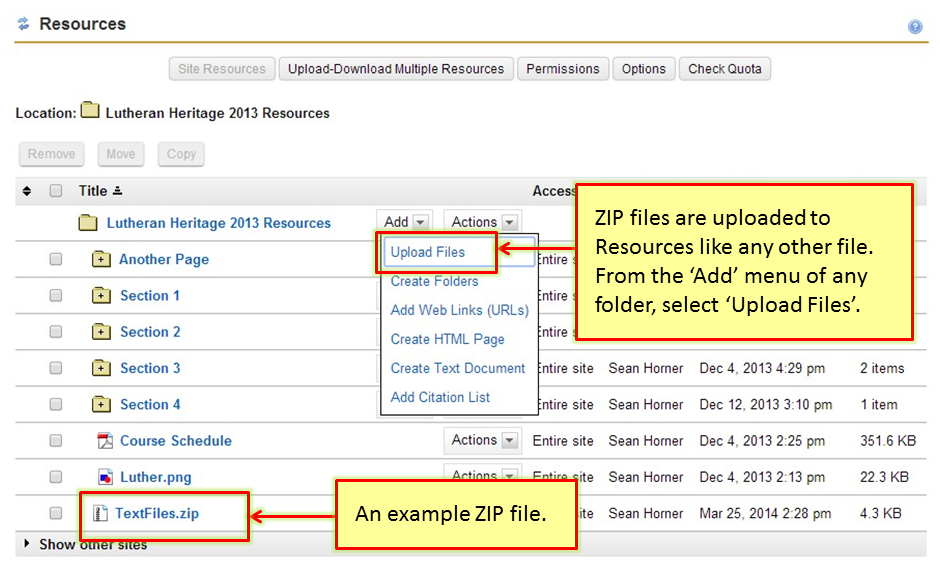 Resources
Site Resources Upload-Download Multiple Resources Permissions Options Check Quota
Location: Lutheran Heritage 2013 Resources
Remove Move Copy
Title Access
Lutheran Heritage 2013 Resources Add Actions
Upload Files
Create Folders
Add Web Links (URLs)
Create HTML Page
Create Text Document
Add Citation List
ZIP files are uploaded to
Resources like any other file.
From the ‘Add’ menu of any
folder, select ‘Upload Files’.
Another Page Entire
Section 1 Entire
Section 2 Entire
Section 3 Entire site Sean Horner Dec 4, 2013 4:29 pm 2 items
Section 4 Entire site Sean Horner Dec 12, 2013 3:10 pm 1 item
Course Schedule Actions Entire site Sean Horner Dec 4, 2013 2:25 pm 351.6 KB
Luther.png Actions Entire site Sean Horner Dec 4, 2013 2:13 pm 22.3 KB
TextFiles.zip site Sean Horner Mar 25, 2014 2:28 pm 4.3 KB
An example ZIP file.
Show other sites